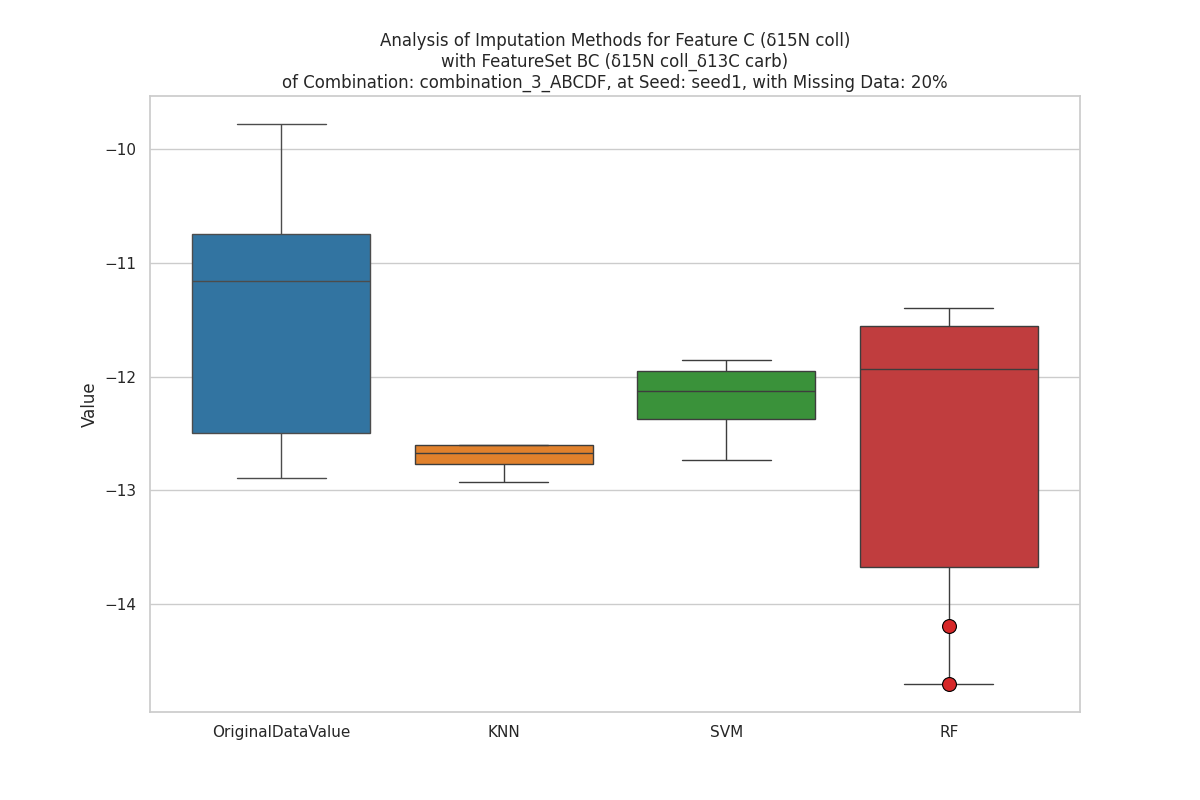 Analysis of Imputation Methods for Feature C (δ15N coll)
with FeatureSet BC (δ15N coll_δ13C carb)
of Combination: combination_3_ABCDF, at Seed: seed1, with Missing Data: 20%
Value
−10
−11
−12
−13
−14
OriginalDataValue
KNN
SVM
RF